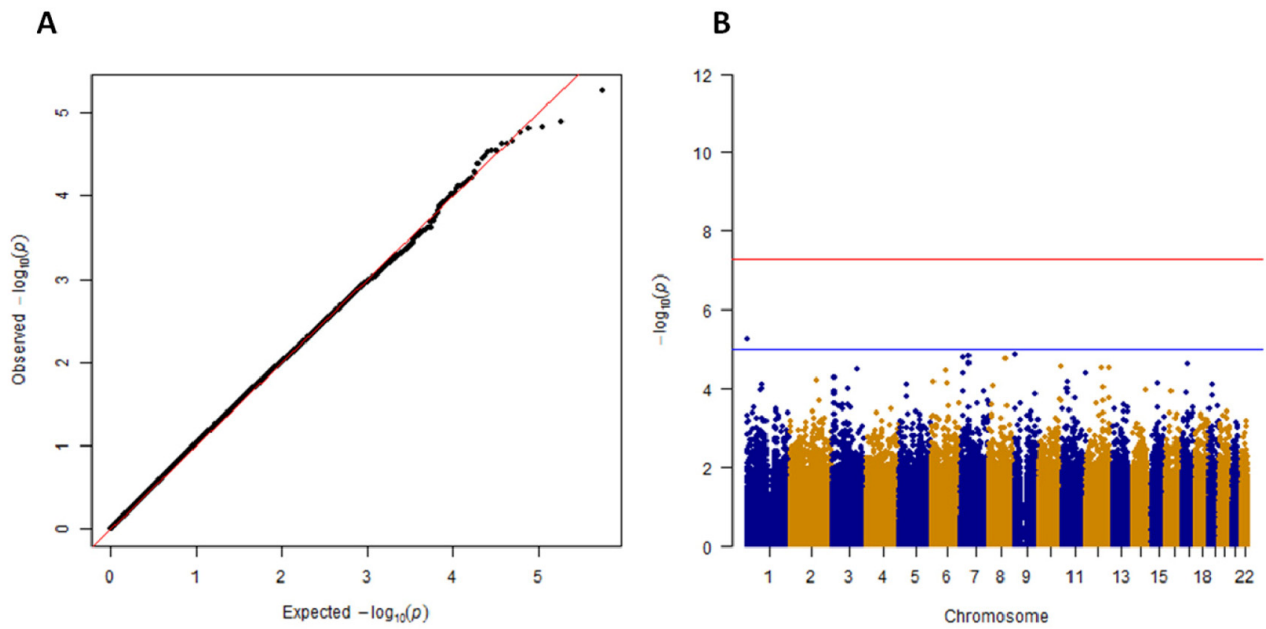 A
B
Observed −log10(p)
5
4
3
2
1
0
0 1 2 3 4 5
Expected −log10(p)
−log10(p)
12
10
8
6
4
2
0
1 2 3 4 5 6 7 8 9 11 13 15 18 22
Chromosome